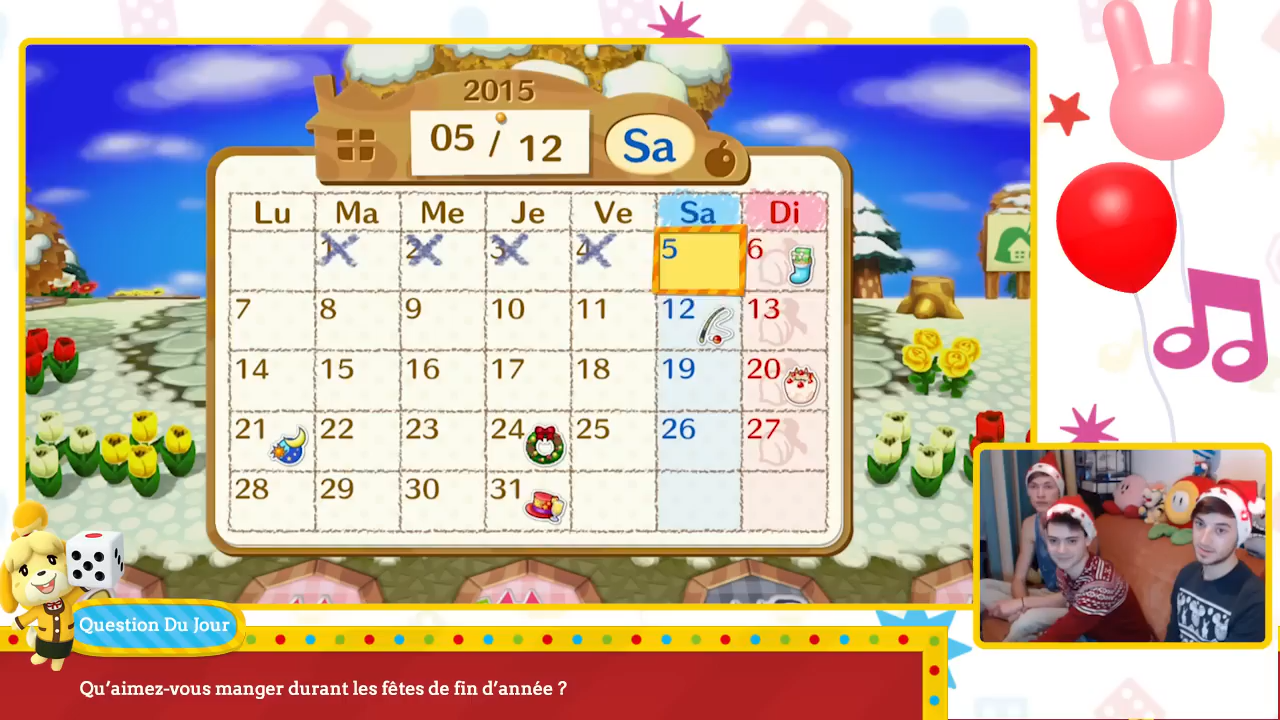 2015
05 / 12 Sa
Lu Ma Me Je Ve Sa Di
1 2 3 4 5 6
7 8 9 10 11 12 13
14 15 16 17 18 19 20
21 22 23 24 25 26 27
28 29 30 31
Question Du Jour
Qu’aimez-vous manger durant les fêtes de fin d’année ?